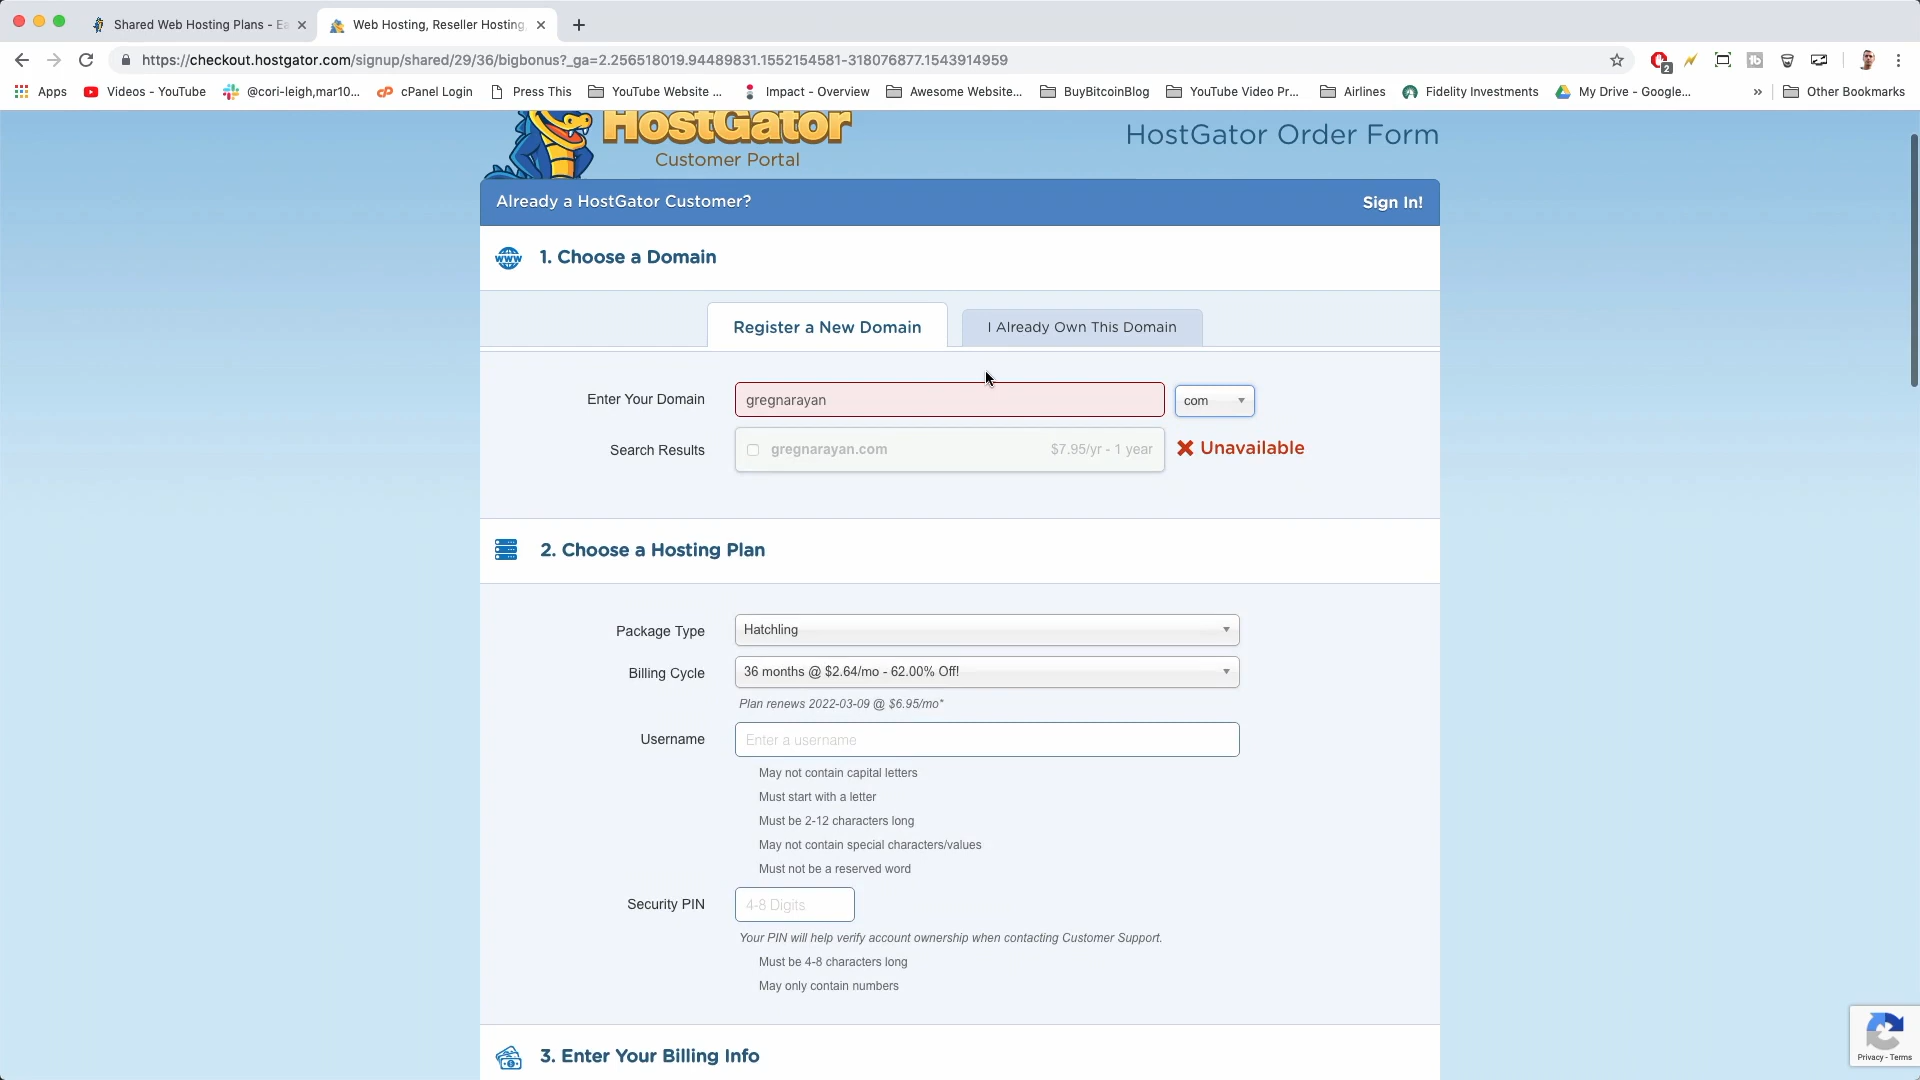 Shared Web Hosting Plans - Ea
Web Hosting, Reseller Hosting,
https://checkout.hostgator.com/signup/shared/29/36/bigbonus?_ga=2.256518019.94489831.1552154581-318076877.1543914959
2
Apps
Videos - YouTube
@cori-leigh,mar10...
cPanel Login
Press This
YouTube Website ...
Impact - Overview
Awesome Website...
BuyBitcoinBlog
YouTube Video Pr...
Airlines
Fidelity Investments
My Drive - Google...
»
Other Bookmarks
HostGator
Customer Portal
HostGator Order Form
Already a HostGator Customer?
Sign In!
www
1. Choose a Domain
Register a New Domain
I Already Own This Domain
Enter Your Domain
gregnarayan
com
Search Results
gregnarayan.com
$7.95/yr - 1 year
Unavailable
2. Choose a Hosting Plan
Package Type
Hatchling
Billing Cycle
36 months @ $2.64/mo - 62.00% Off!
Plan renews 2022-03-09 @ $6.95/mo*
Username
Enter a username
May not contain capital letters
Must start with a letter
Must be 2-12 characters long
May not contain special characters/values
Must not be a reserved word
Security PIN
4-8 Digits
Your PIN will help verify account ownership when contacting Customer Support.
Must be 4-8 characters long
May only contain numbers
3. Enter Your Billing Info
Privacy - Terms